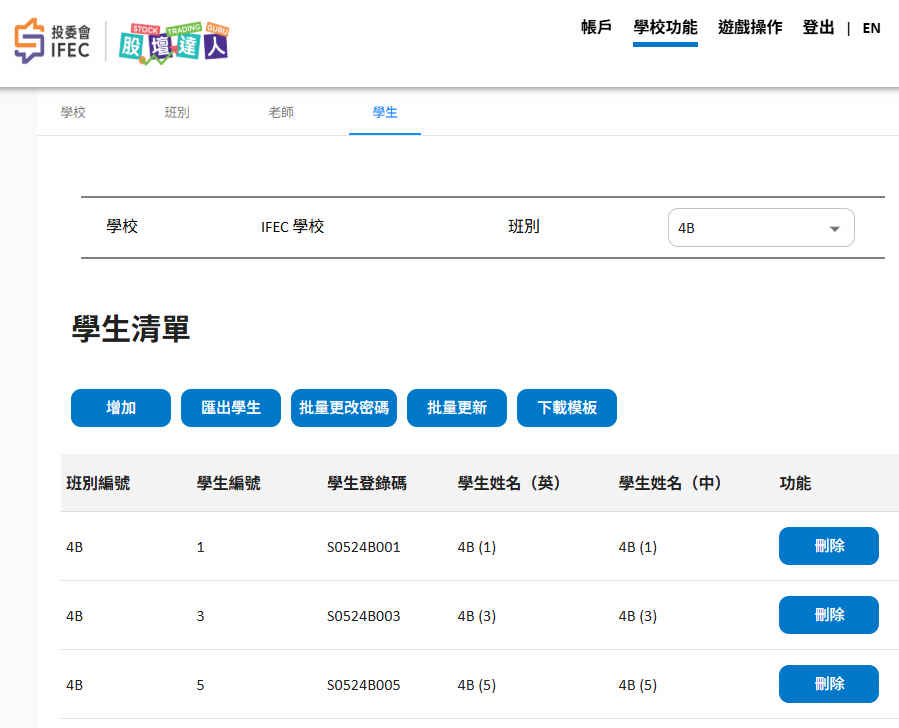 投委會
IFEC
STOCK TRADING GURU
股壇達人
帳戶 學校功能 遊戲操作 登出 | EN
學校 班別 老師 學生
學校 IFEC 學校 班別 4B
學生清單
增加 匯出學生 批量更改密碼 批量更新 下載模板
班別編號 學生編號 學生登錄碼 學生姓名（英） 學生姓名（中） 功能
4B 1 S0524B001 4B (1) 4B (1) 刪除
4B 3 S0524B003 4B (3) 4B (3) 刪除
4B 5 S0524B005 4B (5) 4B (5) 刪除